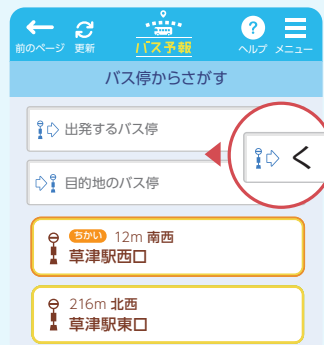 前のページ 更新 バス予報 ヘルプ メニュー
バス停からさがす
出発するバス停
く
目的地のバス停
ちかい 12m 南西
草津駅西口
216m 北西
草津駅東口